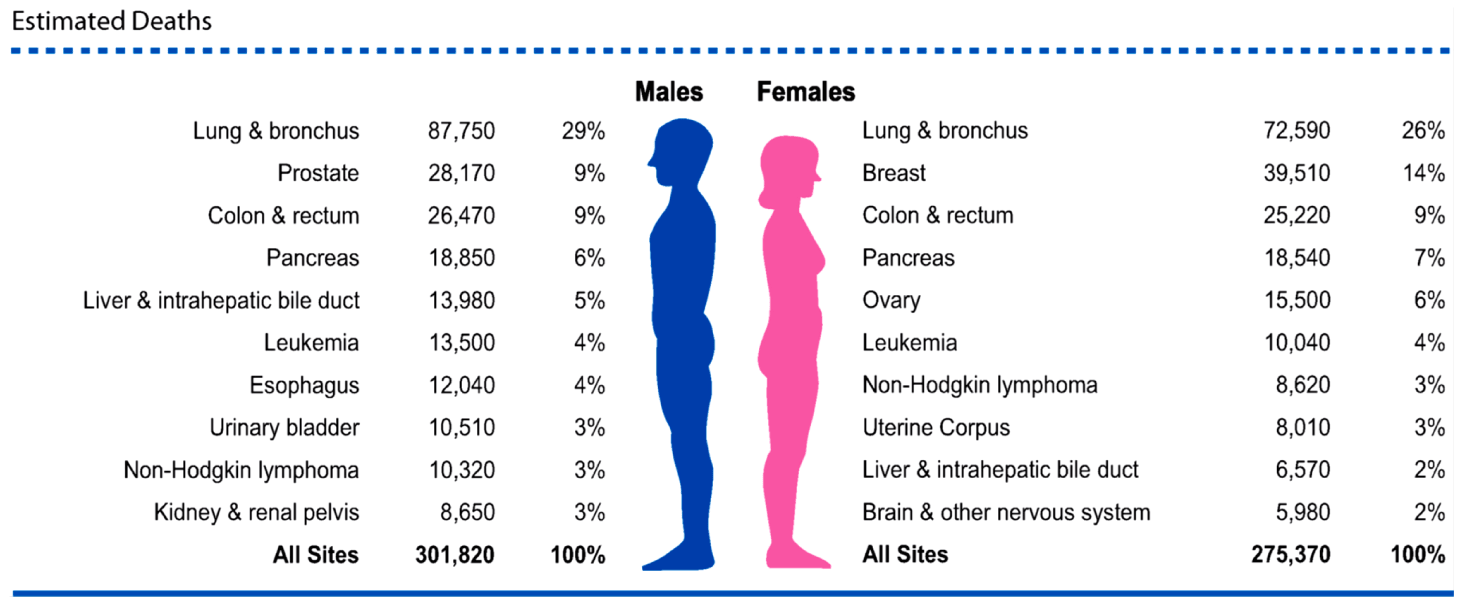 Estimated Deaths
Males Females
Lung & bronchus 87,750 29% Lung & bronchus 72,590 26%
Prostate 28,170 9% Breast 39,510 14%
Colon & rectum 26,470 9% Colon & rectum 25,220 9%
Pancreas 18,850 6% Pancreas 18,540 7%
Liver & intrahepatic bile duct 13,980 5% Ovary 15,500 6%
Leukemia 13,500 4% Leukemia 10,040 4%
Esophagus 12,040 4% Non-Hodgkin lymphoma 8,620 3%
Urinary bladder 10,510 3% Uterine Corpus 8,010 3%
Non-Hodgkin lymphoma 10,320 3% Liver & intrahepatic bile duct 6,570 2%
Kidney & renal pelvis 8,650 3% Brain & other nervous system 5,980 2%
All Sites 301,820 100% All Sites 275,370 100%